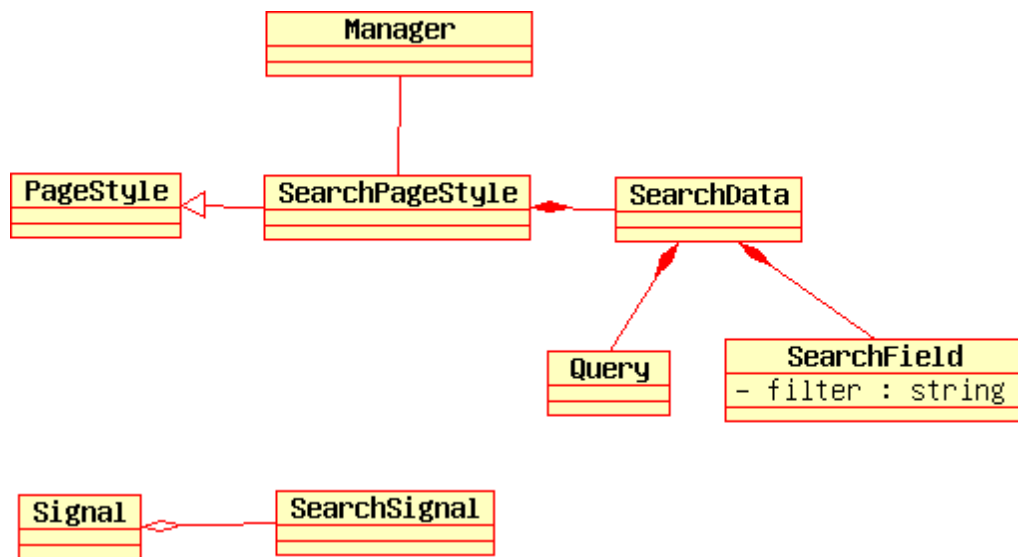 Manager
PageStyle
SearchPageStyle
SearchData
Query
SearchField
- filter : string
Signal
SearchSignal